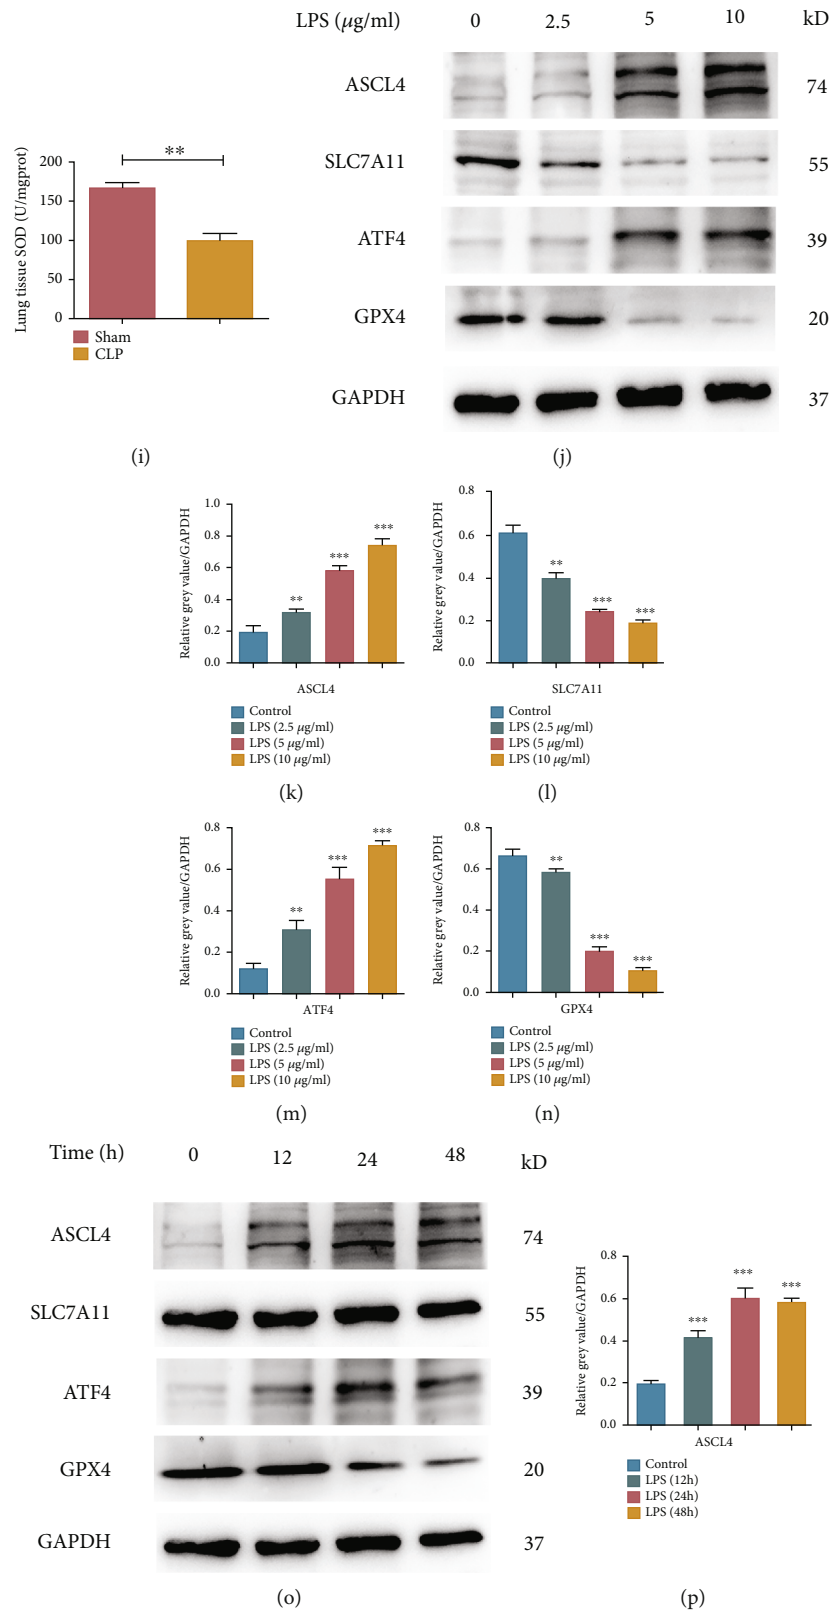 LPS (μg/ml) 0 2.5 5 10 kD
ASCL4 74
SLC7A11 55
ATF4 39
GPX4 20
GAPDH 37
(j)
Lung tissue SOD (U/mgprot)
200
150
100
50
0
**
Sham
CLP
(i)
Relative grey value/GAPDH
1.0
0.8
0.6
0.4
0.2
0.0
**
***
***
ASCL4
Control
LPS (2.5 μg/ml)
LPS (5 μg/ml)
LPS (10 μg/ml)
(k)
Relative grey value/GAPDH
0.8
0.6
0.4
0.2
0.0
**
***
***
SLC7A11
Control
LPS (2.5 μg/ml)
LPS (5 μg/ml)
LPS (10 μg/ml)
(l)
Relative grey value/GAPDH
0.8
0.6
0.4
0.2
0.0
**
***
***
ATF4
Control
LPS (2.5 μg/ml)
LPS (5 μg/ml)
LPS (10 μg/ml)
(m)
Relative grey value/GAPDH
0.8
0.6
0.4
0.2
0.0
**
***
***
GPX4
Control
LPS (2.5 μg/ml)
LPS (5 μg/ml)
LPS (10 μg/ml)
(n)
Time (h) 0 12 24 48 kD
ASCL4 74
SLC7A11 55
ATF4 39
GPX4 20
GAPDH 37
(o)
Relative grey value/GAPDH
0.8
0.6
0.4
0.2
0.0
***
***
***
ASCL4
Control
LPS (12h)
LPS (24h)
LPS (48h)
(p)